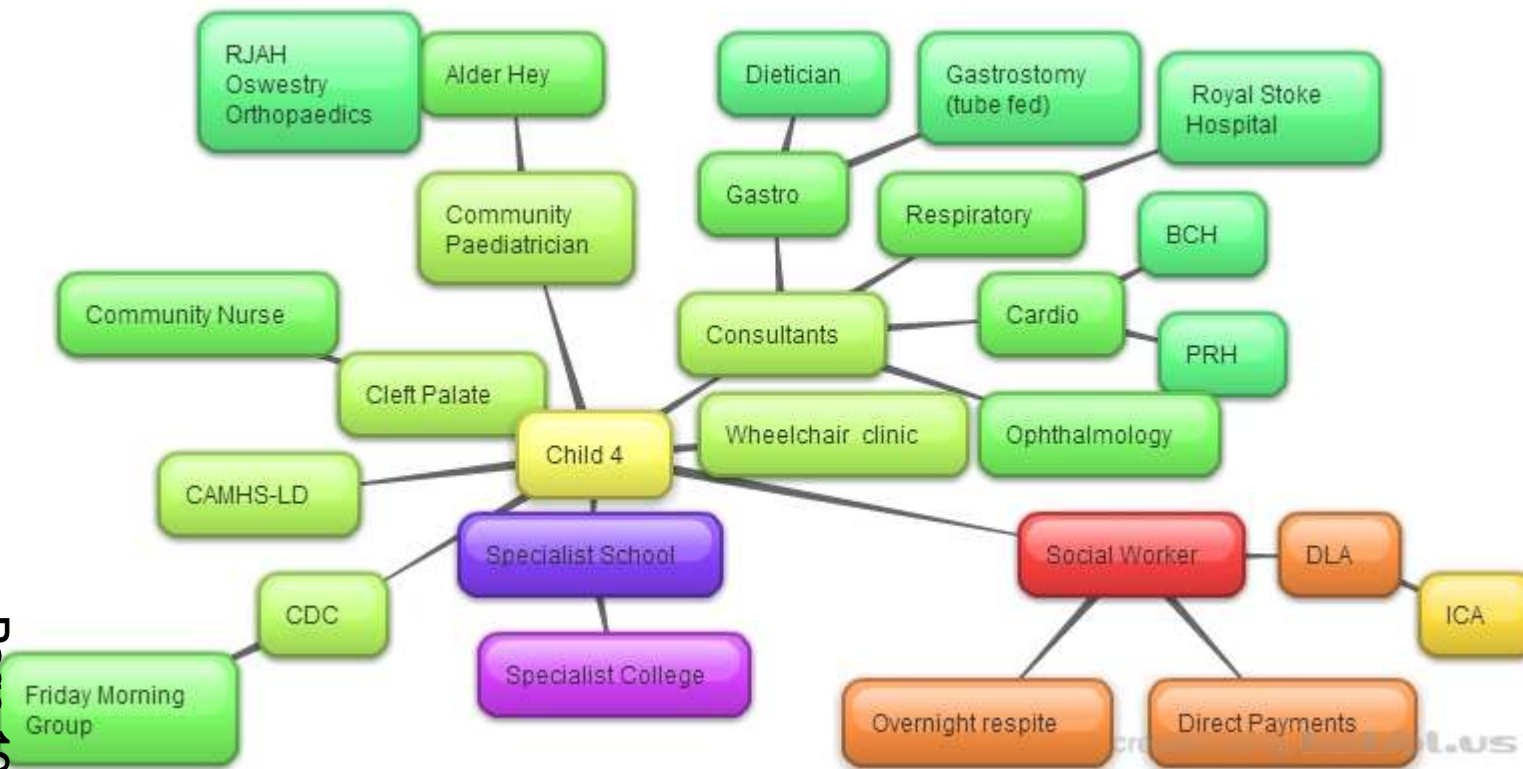 RJAH
Oswestry
Orthopaedics
Alder Hey
Dietician
Gastrostomy
(tube fed)
Royal Stoke
Hospital
Community
Paediatrician
Gastro
Respiratory
BCH
Community Nurse
Consultants
Cardio
PRH
Cleft Palate
Child 4
Wheelchair clinic
Ophthalmology
CAMHS-LD
Specialist School
Social Worker
DLA
CDC
ICA
Specialist College
Friday Morning
Group
Overnight respite
Direct Payments